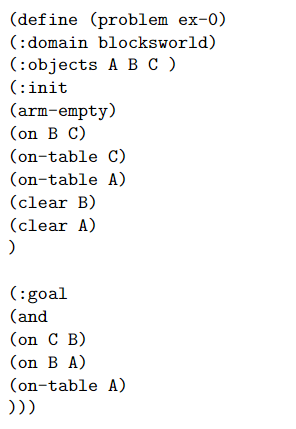 (define (problem ex-0)
(:domain blocksworld)
(:objects A B C )
(:init
(arm-empty)
(on B C)
(on-table C)
(on-table A)
(clear B)
(clear A)
)
(:goal
(and
(on C B)
(on B A)
(on-table A)
)))